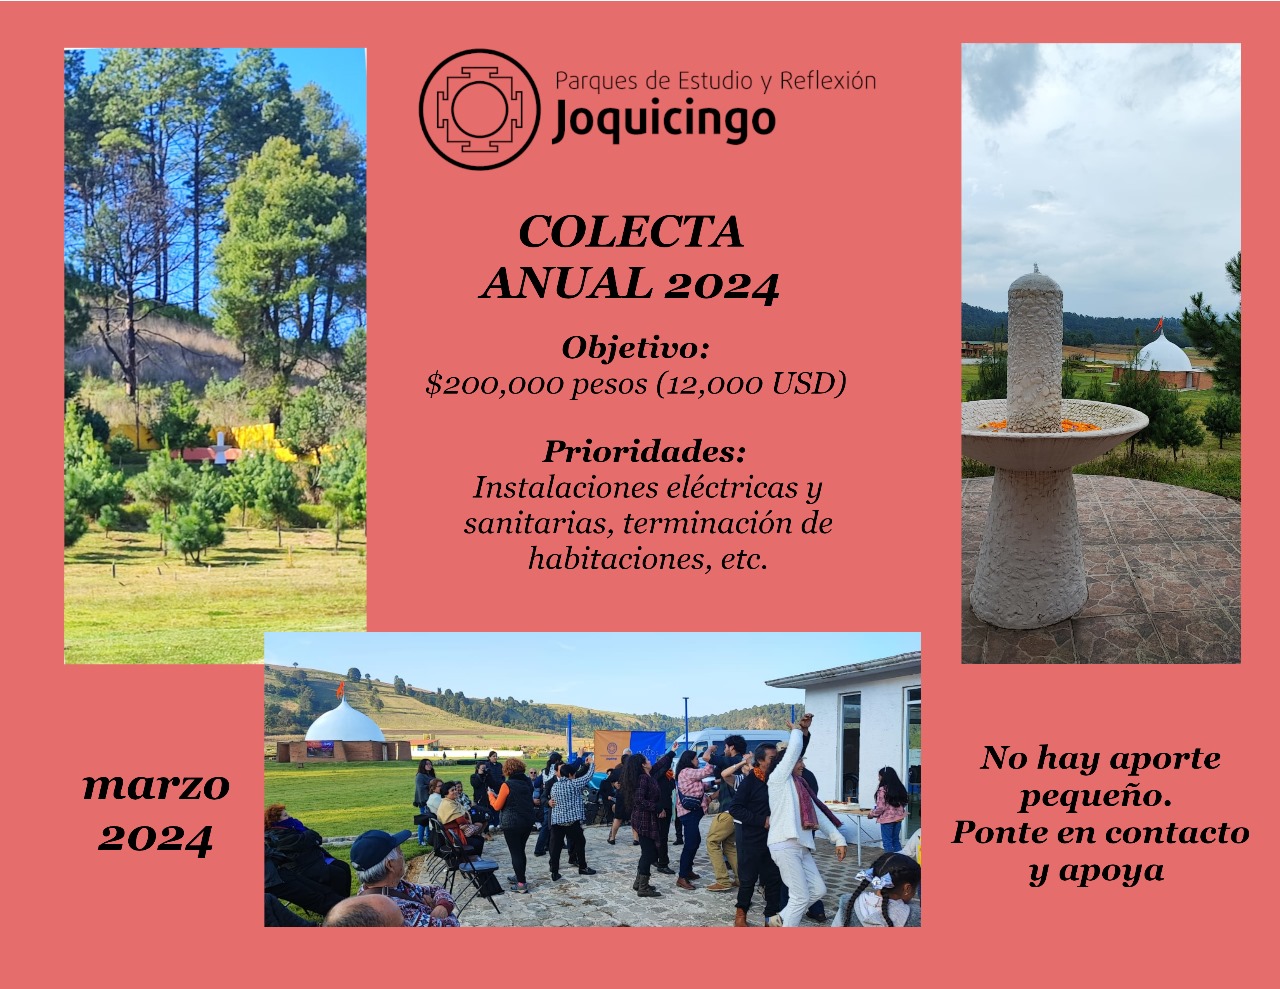 Parques de Estudio y Reflexión
Joquicingo
COLECTA
ANUAL 2024
Objetivo:
$200,000 pesos (12,000 USD)
Prioridades:
Instalaciones eléctricas y
sanitarias, terminación de
habitaciones, etc.
marzo
2024
No hay aporte
pequeño.
Ponte en contacto
y apoya